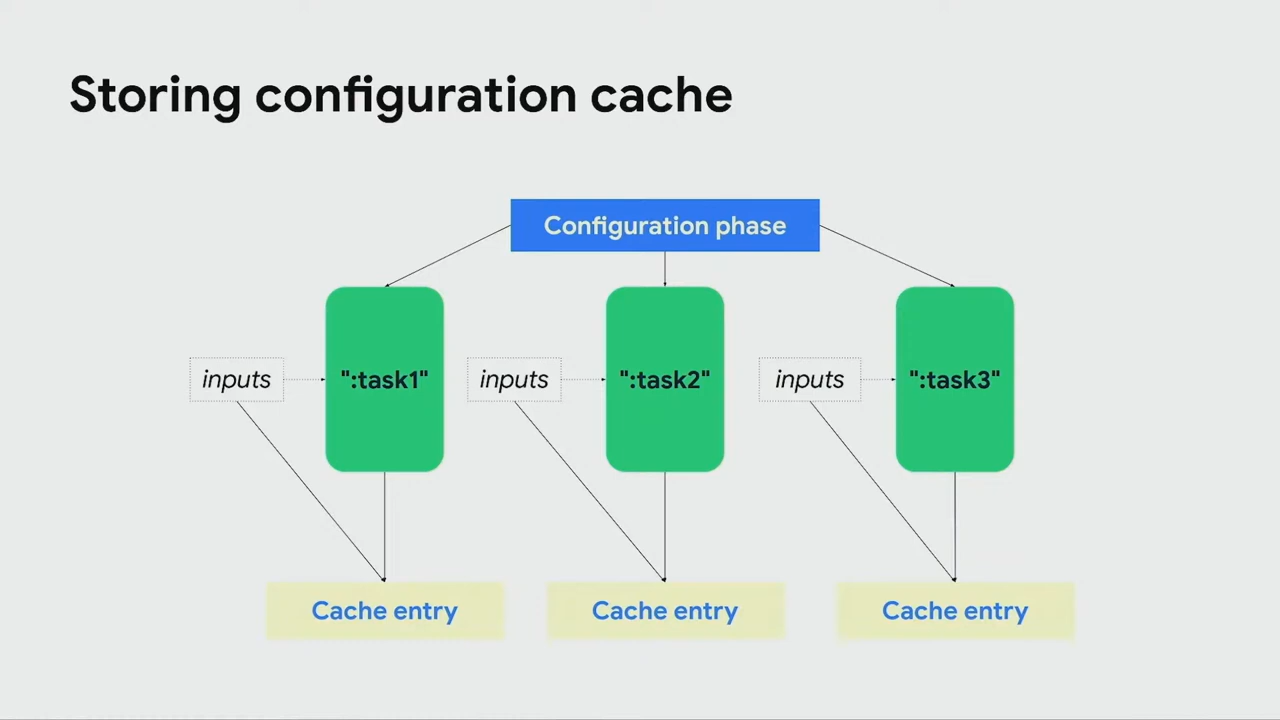 Storing configuration cache
Configuration phase
inputs
":task1"
inputs
":task2"
inputs
":task3"
Cache entry
Cache entry
Cache entry